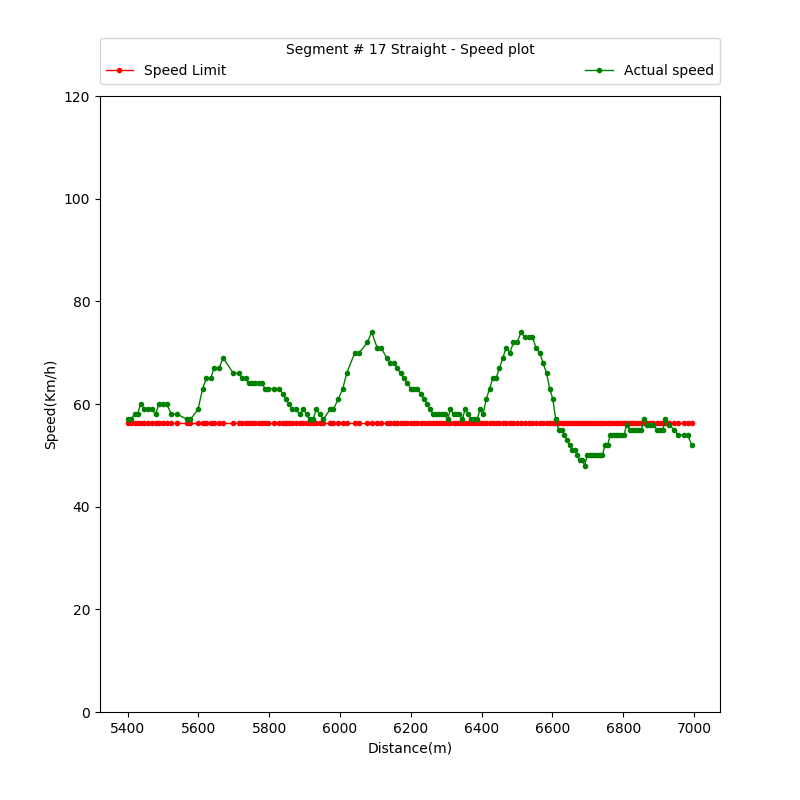 Segment # 17 Straight - Speed plot
Speed Limit
Actual speed
120
100
80
60
40
20
0
Speed(Km/h)
5400 5600 5800 6000 6200 6400 6600 6800 7000
Distance(m)